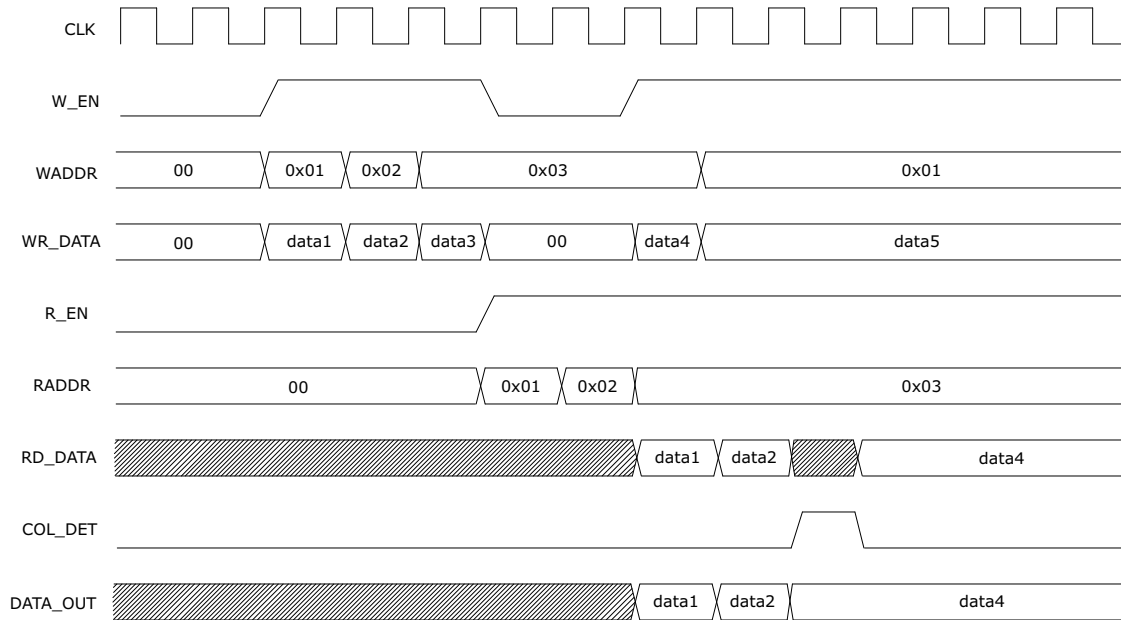 CLK
W_EN
WADDR 00 0x01 0x02 0x03 0x01
WR_DATA 00 data1 data2 data3 00 data4 data5
R_EN
RADDR 00 0x01 0x02 0x03
RD_DATA data1 data2 data4
COL_DET
DATA_OUT data1 data2 data4